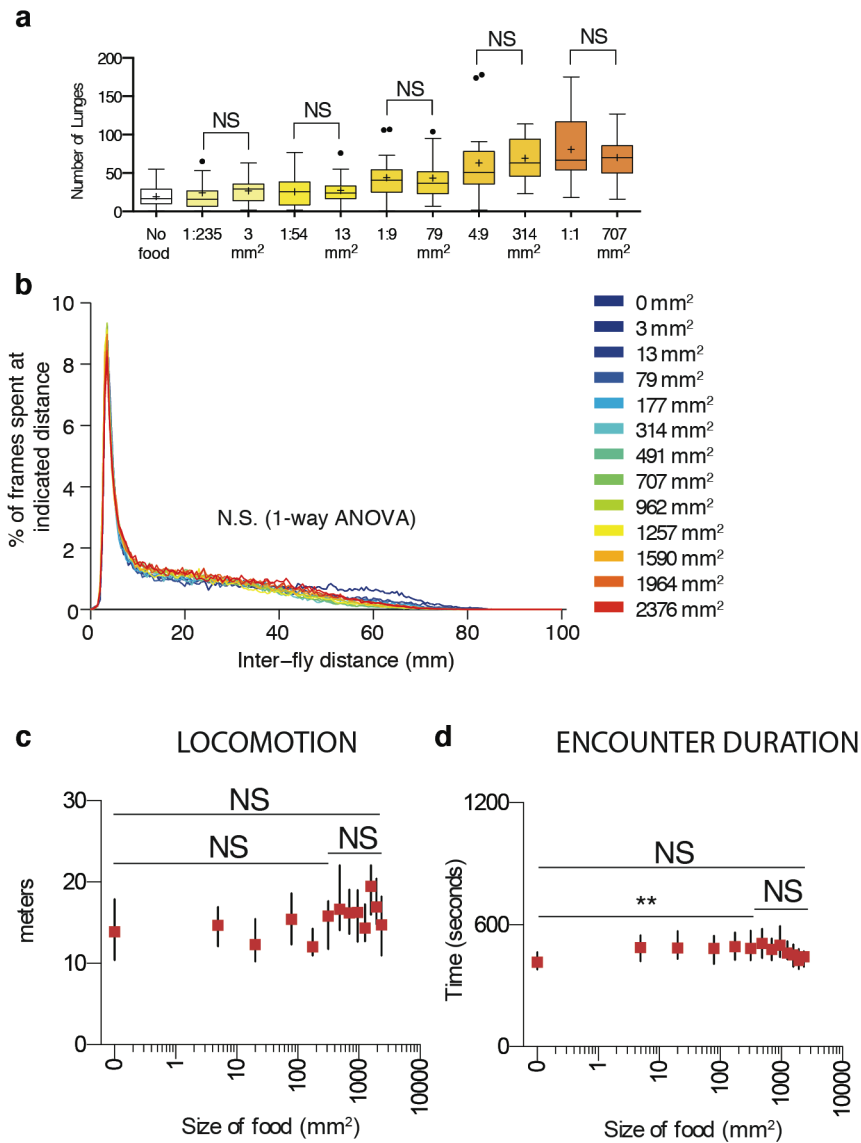 a
Number of Lunges
200
150
100
50
0
NS
NS
NS
NS
NS
No food
1:235
3 mm²
1:54
13 mm²
1:9
79 mm²
4:9
314 mm²
1:1
707 mm²
b
% of frames spent at
indicated distance
10
8
6
4
2
0
N.S. (1-way ANOVA)
0
20
40
60
80
100
Inter–fly distance (mm)
0 mm²
3 mm²
13 mm²
79 mm²
177 mm²
314 mm²
491 mm²
707 mm²
962 mm²
1257 mm²
1590 mm²
1964 mm²
2376 mm²
c
LOCOMOTION
meters
30
20
10
0
NS
NS
NS
0
1
10
100
1000
10000
Size of food (mm²)
d
ENCOUNTER DURATION
Time (seconds)
1200
600
0
NS
**
NS
0
1
10
100
1000
10000
Size of food (mm²)